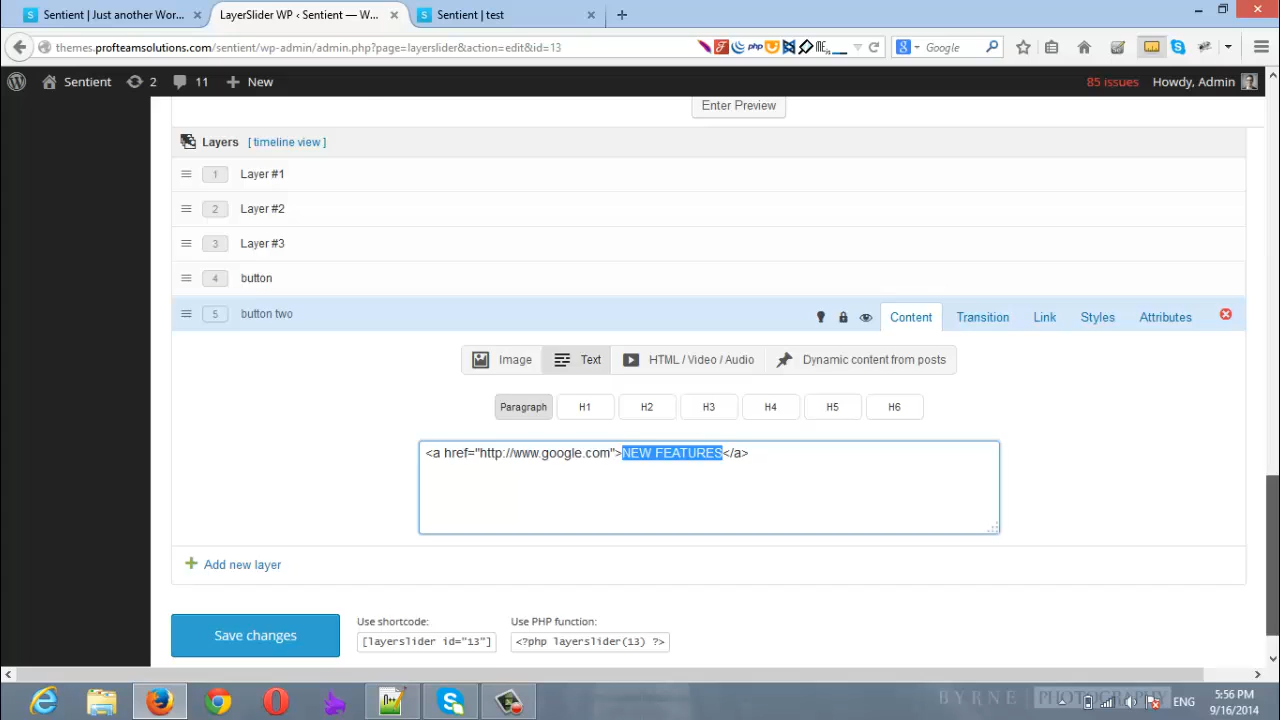 Sentient | Just another Wor...
LayerSlider WP ‹ Sentient — W...
Sentient | test
themes.profteamsolutions.com/sentient/wp-admin/admin.php?page=layerslider&action=edit&id=13
php
Google
Sentient
2
11
New
85 issues
Howdy, Admin
Enter Preview
Layers [ timeline view ]
1 Layer #1
2 Layer #2
3 Layer #3
4 button
5 button two
Content
Transition
Link
Styles
Attributes
Image
Text
HTML / Video / Audio
Dynamic content from posts
Paragraph
H1
H2
H3
H4
H5
H6
<a href="http://www.google.com">NEW FEATURES</a>
Add new layer
Save changes
Use shortcode:
[layerslider id="13"]
Use PHP function:
<?php layerslider(13) ?>
BYRNE PHOTOGRAPHY
ENG
5:56 PM
9/16/2014